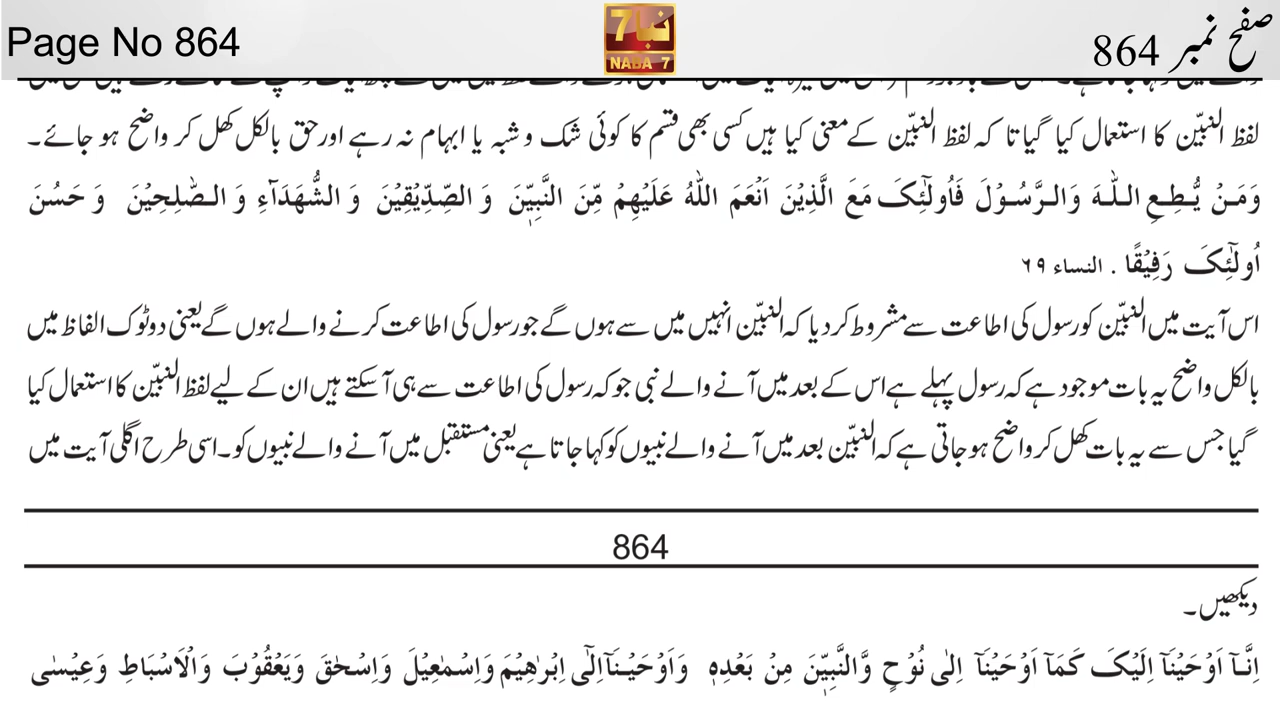 Page No 864
نبأ 7
NABA 7
صفحہ نمبر 864
لفظ النبیّن کا استعمال کیا گیا تا کہ لفظ النبیّن کے معنی کیا ہیں کسی بھی قسم کا کوئی شک و شبہ یا ابہام نہ رہے اور حق بالکل کھل کر واضح ہو جائے۔
وَمَنْ یُّطِعِ اللّٰہَ وَالرَّسُوْلَ فَاُولٰٓئِکَ مَعَ الَّذِیْنَ اَنْعَمَ اللّٰہُ عَلَیْہِمْ مِّنَ النَّبِیّٖنَ وَ الصِّدِّیْقِیْنَ وَ الشُّھَدَآءِ وَ الصّٰلِحِیْنَ وَ حَسُنَ
اُولٰٓئِکَ رَفِیْقًا . النساء ۶۹
اس آیت میں النبیّن کو رسول کی اطاعت سے مشروط کر دیا کہ النبیّن انہیں میں سے ہوں گے جو رسول کی اطاعت کرنے والے ہوں گے یعنی دوٹوک الفاظ میں
بالکل واضح یہ بات موجود ہے کہ رسول پہلے ہے اس کے بعد میں آنے والے نبی جو کہ رسول کی اطاعت سے ہی آ سکتے ہیں ان کے لیے لفظ النبیّن کا استعمال کیا
گیا جس سے یہ بات کھل کر واضح ہو جاتی ہے کہ النبیّن بعد میں آنے والے نبیوں کو کہا جاتا ہے یعنی مستقبل میں آنے والے نبیوں کو۔ اسی طرح اگلی آیت میں
864
دیکھیں۔
اِنَّآ اَوْحَیْنَآ اِلَیْکَ کَمَآ اَوْحَیْنَآ اِلٰی نُوْحٍ وَّالنَّبِیّٖنَ مِنْ بَعْدِہٖ وَاَوْحَیْنَآاِلٰٓی اِبْرٰھِیْمَ وَاِسْمٰعِیْلَ وَاِسْحٰقَ وَیَعْقُوْبَ وَالْاَسْبَاطِ وَعِیْسٰی